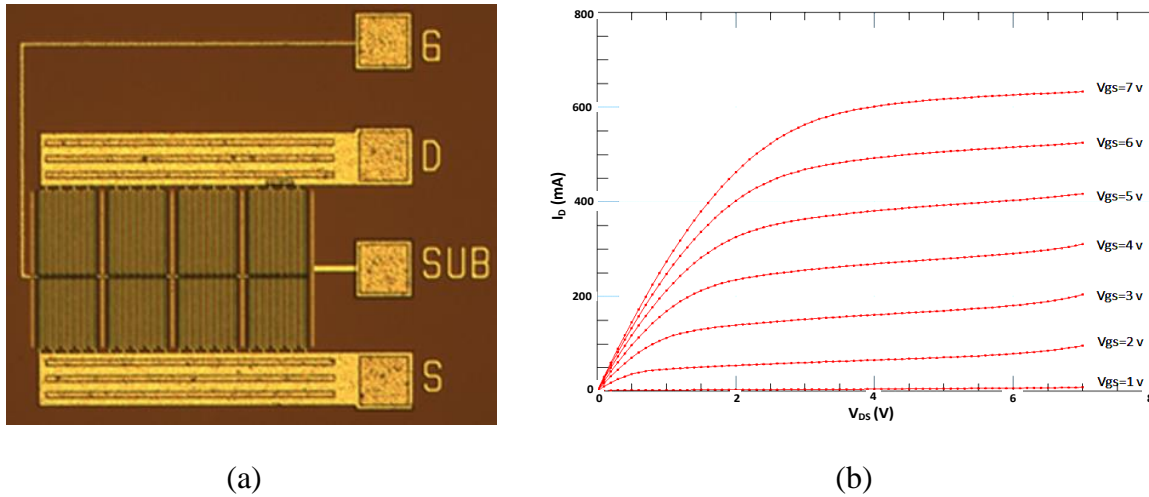 G
D
SUB
S
(a)
800
600
400
200
0
I_D (mA)
0
2
4
6
8
V_DS (V)
Vgs=7 v
Vgs=6 v
Vgs=5 v
Vgs=4 v
Vgs=3 v
Vgs=2 v
Vgs=1 v
(b)